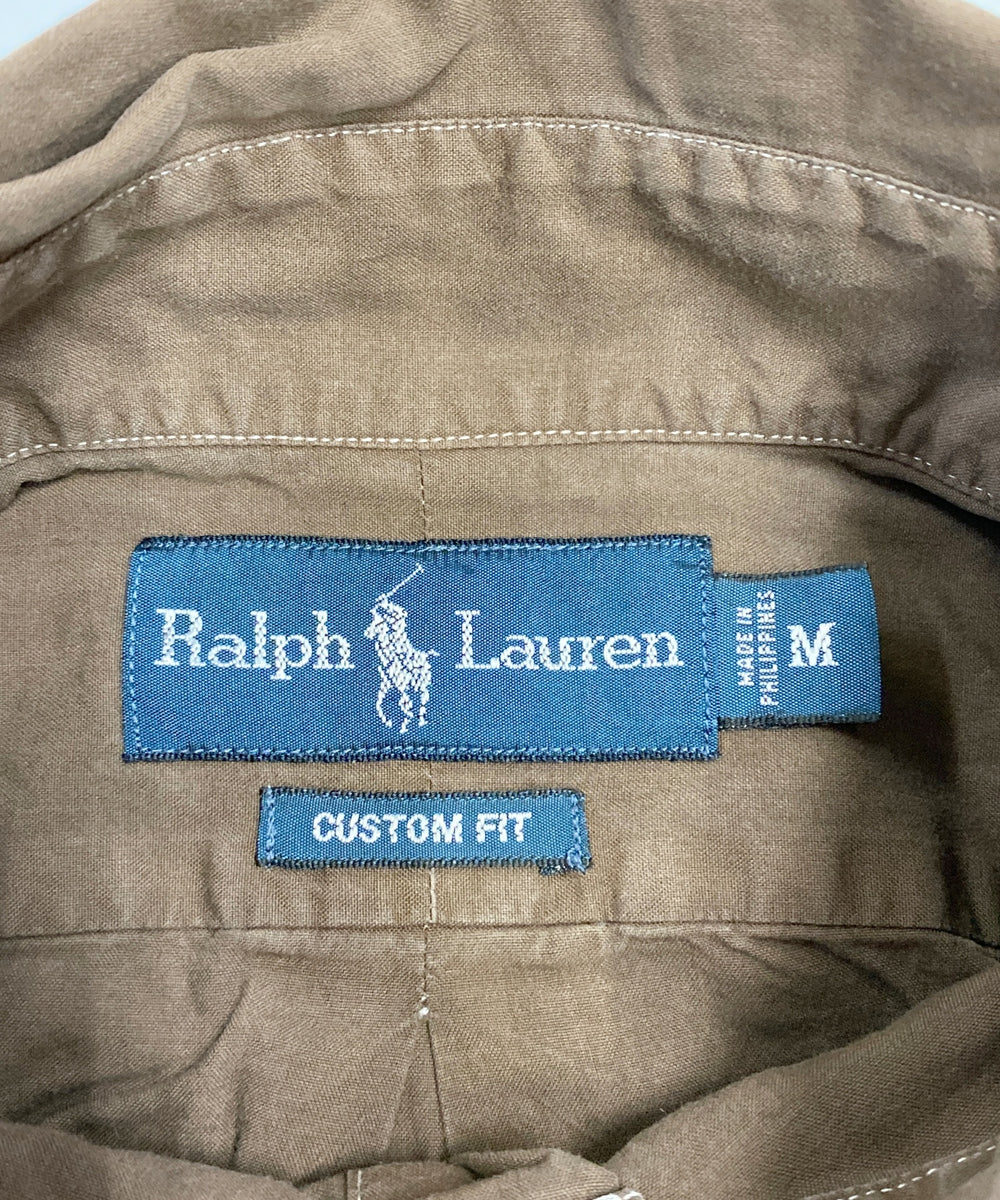 Ralph Lauren
MADE IN
PHILIPPINES
M
CUSTOM FIT